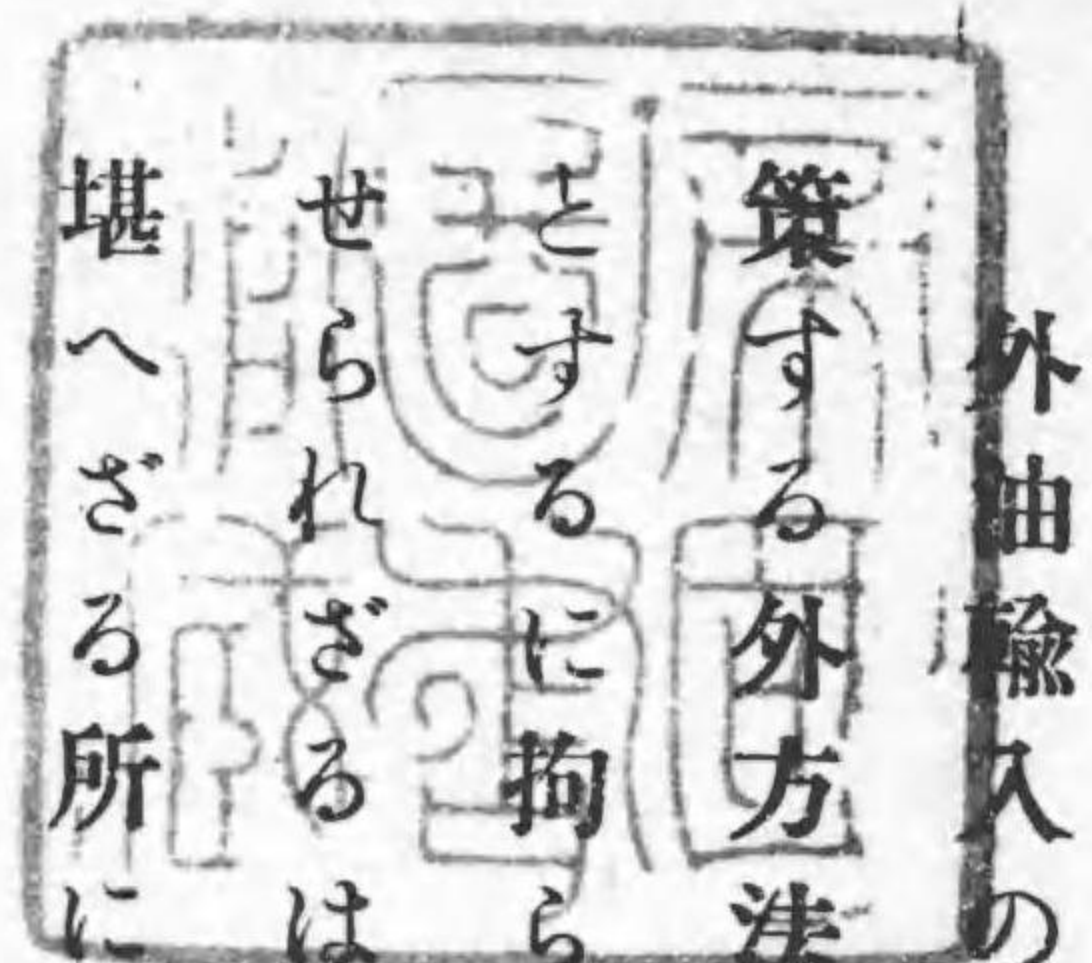 外油輸入の
策する外方法
とするに拘ら
せられざるは
堪へざる所に